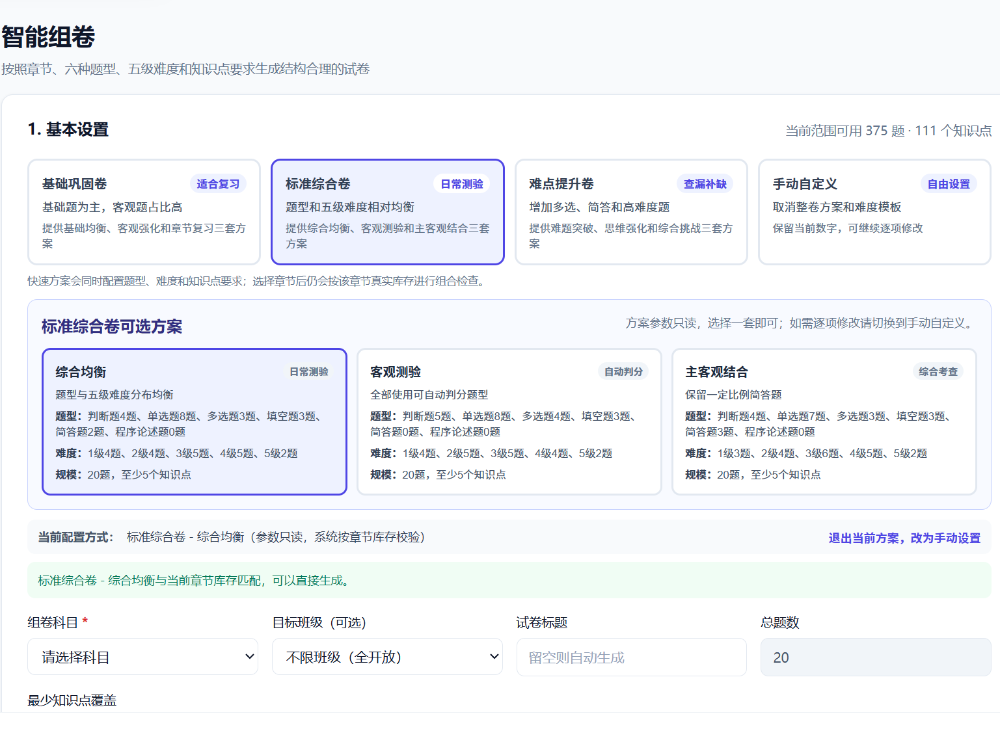 智能组卷
按照章节、六种题型、五级难度和知识点要求生成结构合理的试卷
1. 基本设置
当前范围可用 375 题 · 111 个知识点
基础巩固卷
适合复习
基础题为主，客观题占比高
提供基础均衡、客观强化和章节复习三套方
案
标准综合卷
日常测验
题型和五级难度相对均衡
提供综合均衡、客观测验和主客观结合三套
方案
难点提升卷
查漏补缺
增加多选、简答和高难度题
提供难题突破、思维强化和综合挑战三套方
案
手动自定义
自由设置
取消整卷方案和难度模板
保留当前数字，可继续逐项修改
快速方案会同时配置题型、难度和知识点要求；选择章节后仍会按该章节真实库存进行组合检查。
标准综合卷可选方案
方案参数只读，选择一套即可；如需逐项修改请切换到手动自定义。
综合均衡
日常测验
题型与五级难度分布均衡
题型：判断题4题、单选题8题、多选题3题、填空题3题、
简答题2题、程序论述题0题
难度：1级4题、2级4题、3级5题、4级5题、5级2题
规模：20题，至少5个知识点
客观测验
自动判分
全部使用可自动判分题型
题型：判断题5题、单选题8题、多选题4题、填空题3题、
简答题0题、程序论述题0题
难度：1级4题、2级5题、3级5题、4级4题、5级2题
规模：20题，至少5个知识点
主客观结合
综合考查
保留一定比例简答题
题型：判断题4题、单选题7题、多选题3题、填空题3题、
简答题3题、程序论述题0题
难度：1级3题、2级4题、3级6题、4级5题、5级2题
规模：20题，至少5个知识点
当前配置方式： 标准综合卷 - 综合均衡（参数只读，系统按章节库存校验）
退出当前方案，改为手动设置
标准综合卷 - 综合均衡与当前章节库存匹配，可以直接生成。
组卷科目 *
请选择科目
目标班级（可选）
不限班级（全开放）
试卷标题
留空则自动生成
总题数
20
最少知识点覆盖